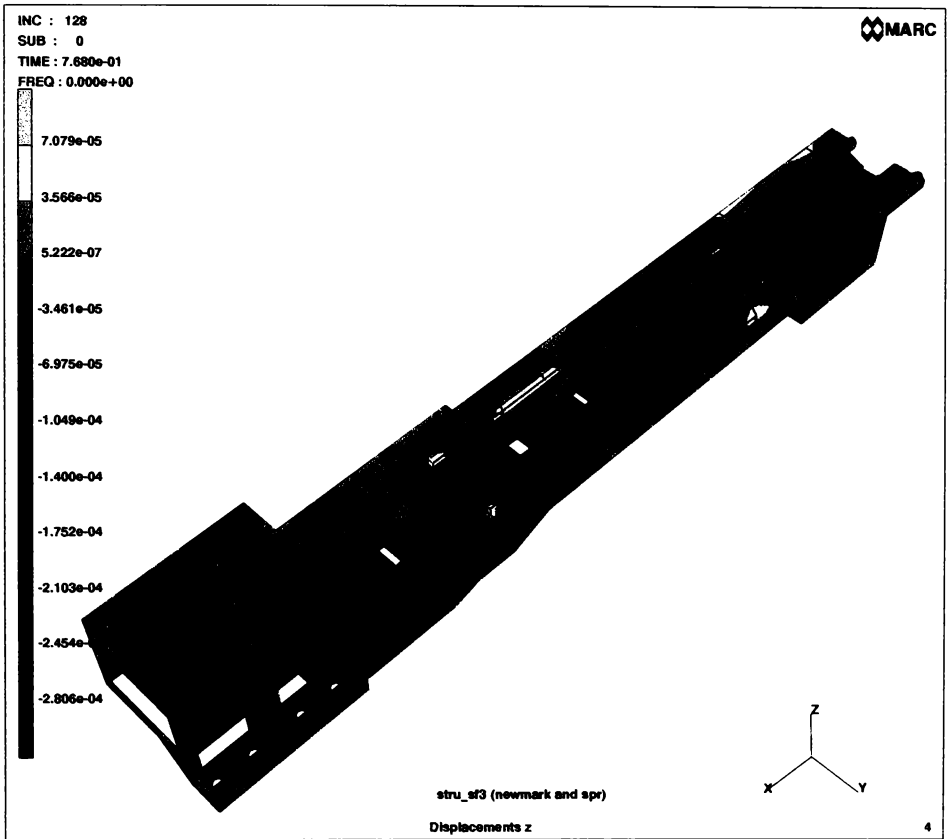 INC : 128
SUB : 0
TIME : 7.680e-01
FREQ : 0.000e+00
MARC
7.079e-05
3.566e-05
5.222e-07
-3.461e-05
-6.975e-05
-1.049e-04
-1.400e-04
-1.752e-04
-2.103e-04
-2.454e-
-2.806e-04
Z
X
Y
stru_sf3 (newmark and spr)
Displacements z
4